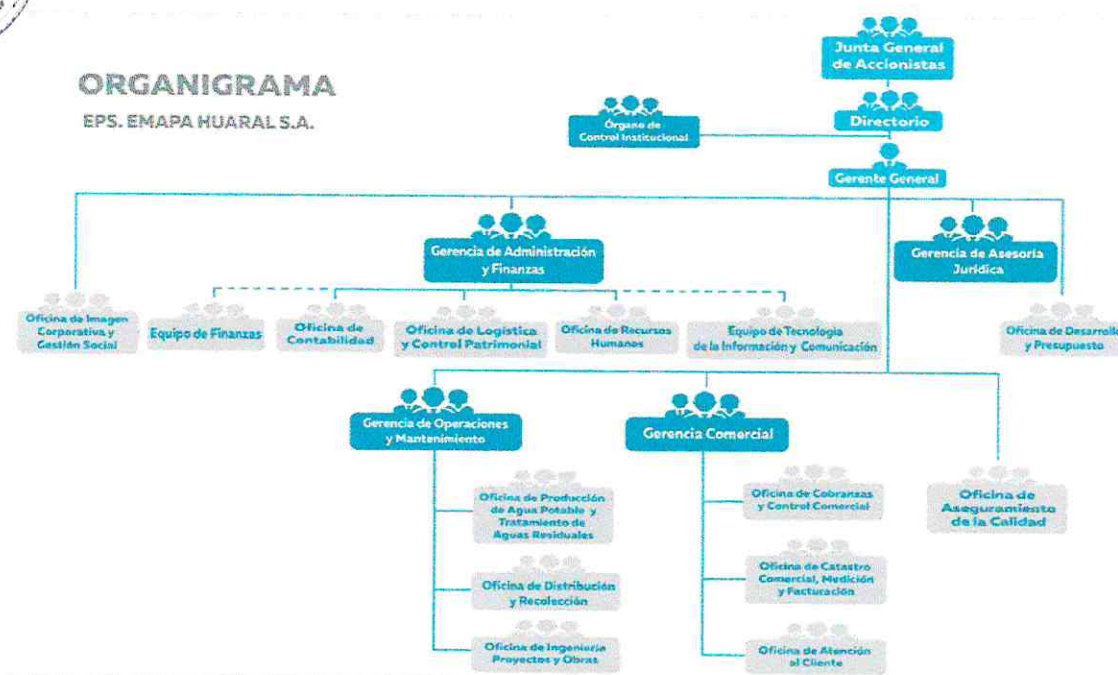 ORGANIGRAMA
EPS. EMAPA HUARAL S.A.
Junta General
de Accionistas
Directorio
Órgano de
Control Institucional
Gerente General
Gerencia de Administración
y Finanzas
Gerencia de Asesoría
Jurídica
Oficina de Imagen
Corporativa y
Gestión Social
Equipo de Finanzas
Oficina de
Contabilidad
Oficina de Logística
y Control Patrimonial
Oficina de Recursos
Humanos
Equipo de Tecnología
de la Información y Comunicación
Oficina de Desarrollo
y Presupuesto
Gerencia de Operaciones
y Mantenimiento
Gerencia Comercial
Oficina de Producción
de Agua Potable y
Tratamiento de
Aguas Residuales
Oficina de Cobranzas
y Control Comercial
Oficina de
Aseguramiento
de la Calidad
Oficina de Distribución
y Recolección
Oficina de Catastro
Comercial, Medición
y Facturación
Oficina de Ingeniería
Proyectos y Obras
Oficina de Atención
al Cliente